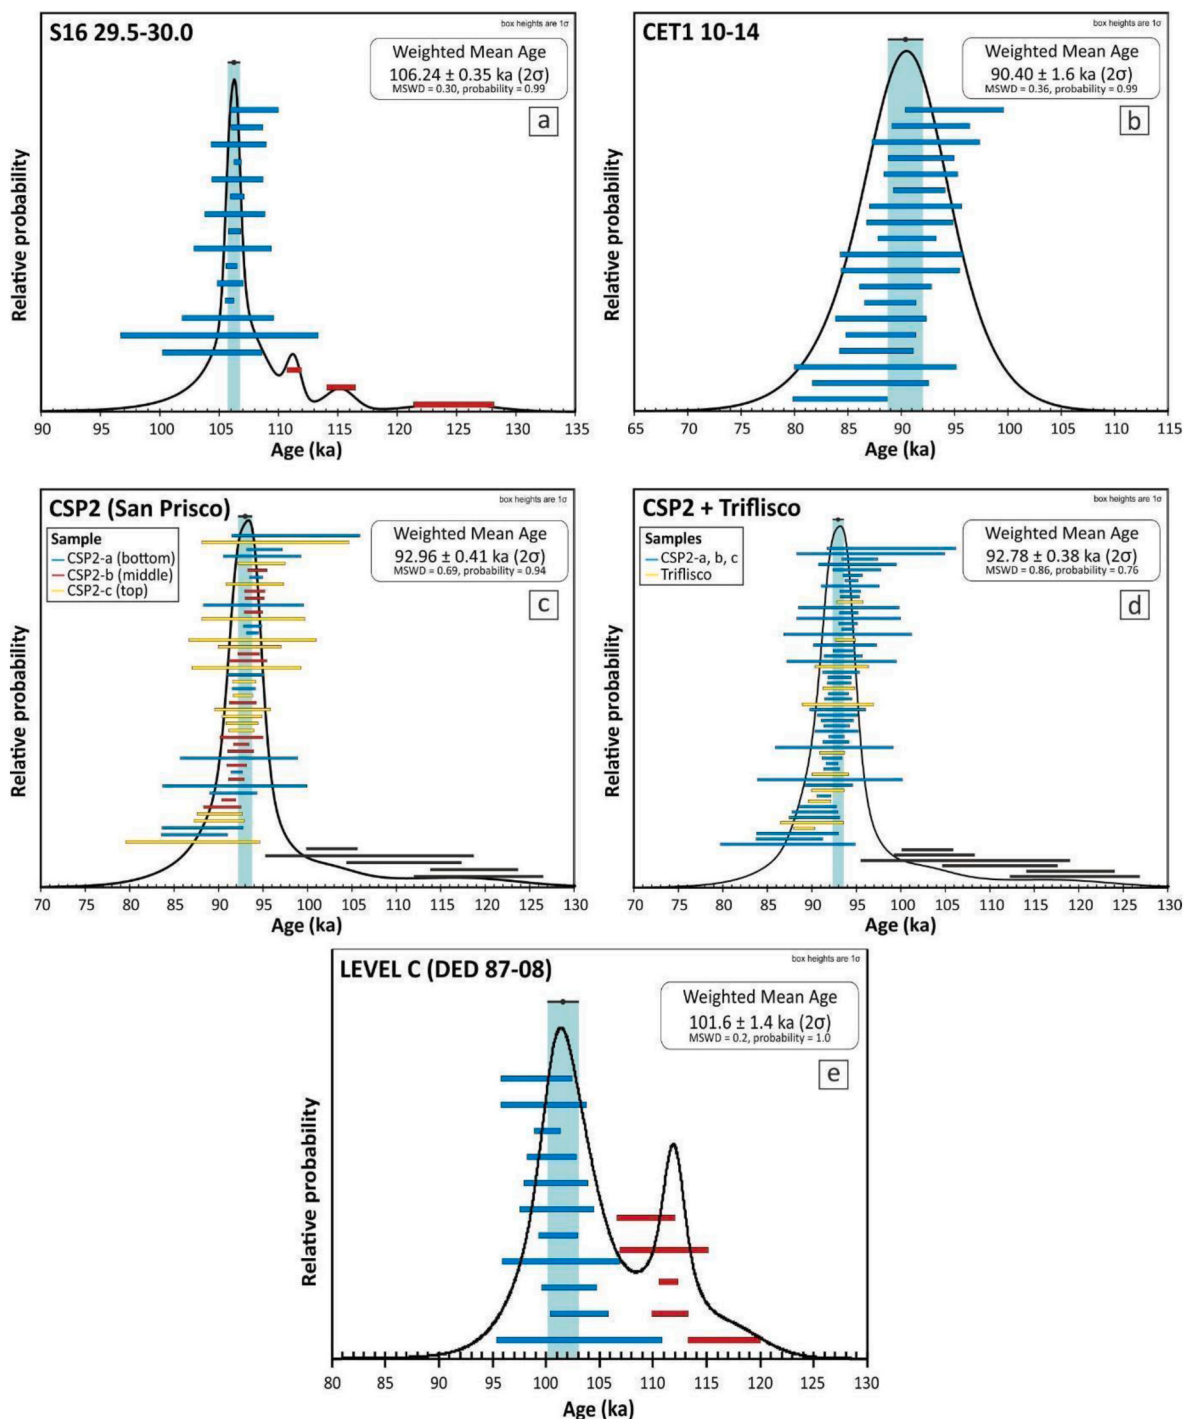 S16 29.5-30.0
box heights are 1σ
Weighted Mean Age
106.24 ± 0.35 ka (2σ)
MSWD = 0.30, probability = 0.99
a
Relative probability
90 95 100 105 110 115 120 125 130 135
Age (ka)
CET1 10-14
box heights are 1σ
Weighted Mean Age
90.40 ± 1.6 ka (2σ)
MSWD = 0.36, probability = 0.99
b
Relative probability
65 75 80 85 90 95 100 105 110 115
Age (ka)
CSP2 (San Prisco)
box heights are 1σ
Sample
CSP2-a (bottom)
CSP2-b (middle)
CSP2-c (top)
Weighted Mean Age
92.96 ± 0.41 ka (2σ)
MSWD = 0.69, probability = 0.94
c
Relative probability
70 75 80 85 90 95 100 105 110 115 120 125 130
Age (ka)
CSP2 + Triflisco
box heights are 1σ
Samples
CSP2-a, b, c
Triflisco
Weighted Mean Age
92.78 ± 0.38 ka (2σ)
MSWD = 0.86, probability = 0.76
d
Relative probability
70 75 80 85 90 95 100 105 110 115 120 125 130
Age (ka)
LEVEL C (DED 87-08)
box heights are 1σ
Weighted Mean Age
101.6 ± 1.4 ka (2σ)
MSWD = 0.2, probability = 1.0
e
Relative probability
80 85 90 95 100 105 110 115 120 125 130
Age (ka)